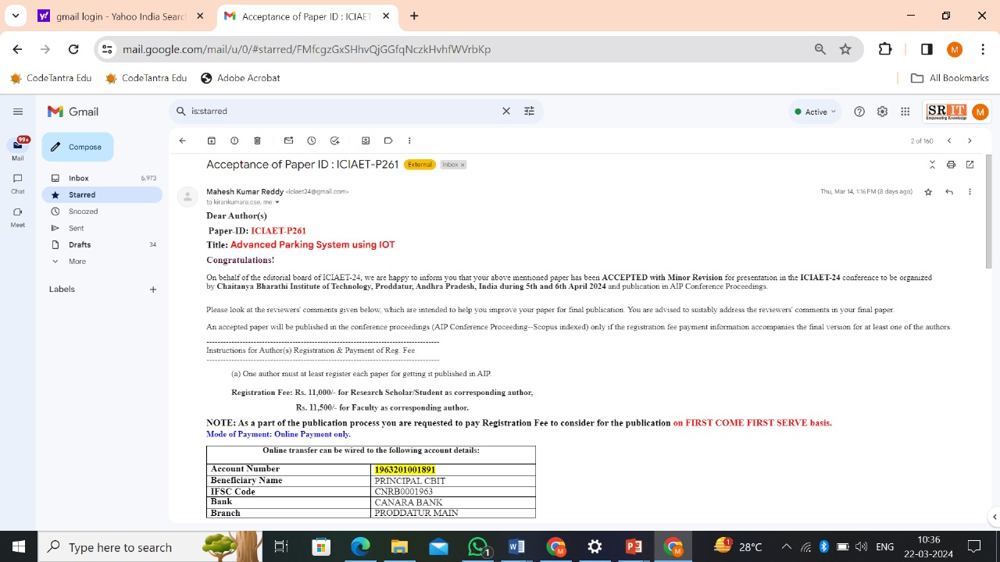 gmail login - Yahoo India Searc
Acceptance of Paper ID : ICIAET
mail.google.com/mail/u/0/#starred/FMfcgzGxSHhvQjGGfqNczkHvhfWVrbKp
M
CodeTantra Edu
CodeTantra Edu
Adobe Acrobat
All Bookmarks
Gmail
is:starred
Active
SRIT
Empowering Knowledge
M
99+
Mail
Chat
Meet
Compose
Inbox 6,973
Starred
Snoozed
Sent
Drafts 34
More
Labels
2 of 160
Acceptance of Paper ID : ICIAET-P261 External Inbox x
Mahesh Kumar Reddy <iciaet24@gmail.com>
Thu, Mar 14, 1:16 PM (8 days ago)
to kirankumara.cse, me
Dear Author(s)
Paper-ID: ICIAET-P261
Title: Advanced Parking System using IOT
Congratulations!
On behalf of the editorial board of ICIAET-24, we are happy to inform you that your above mentioned paper has been ACCEPTED with Minor Revision for presentation in the ICIAET-24 conference to be organized
by Chaitanya Bharathi Institute of Technology, Proddatur, Andhra Pradesh, India during 5th and 6th April 2024 and publication in AIP Conference Proceedings.
Please look at the reviewers' comments given below, which are intended to help you improve your paper for final publication. You are advised to suitably address the reviewers' comments in your final paper.
An accepted paper will be published in the conference proceedings (AIP Conference Proceeding--Scopus indexed) only if the registration fee payment information accompanies the final version for at least one of the authors.
------------------------------------------------------------------------------------
Instructions for Author(s) Registration & Payment of Reg. Fee
------------------------------------------------------------------------------------
(a) One author must at least register each paper for getting it published in AIP.
Registration Fee: Rs. 11,000/- for Research Scholar/Student as corresponding author,
Rs. 11,500/- for Faculty as corresponding author.
NOTE: As a part of the publication process you are requested to pay Registration Fee to consider for the publication on FIRST COME FIRST SERVE basis.
Mode of Payment: Online Payment only.
Online transfer can be wired to the following account details:
Account Number 1963201001891
Beneficiary Name PRINCIPAL CBIT
IFSC Code CNRB0001963
Bank CANARA BANK
Branch PRODDATUR MAIN
Type here to search
1
1
28°C
ENG
10:36
22-03-2024